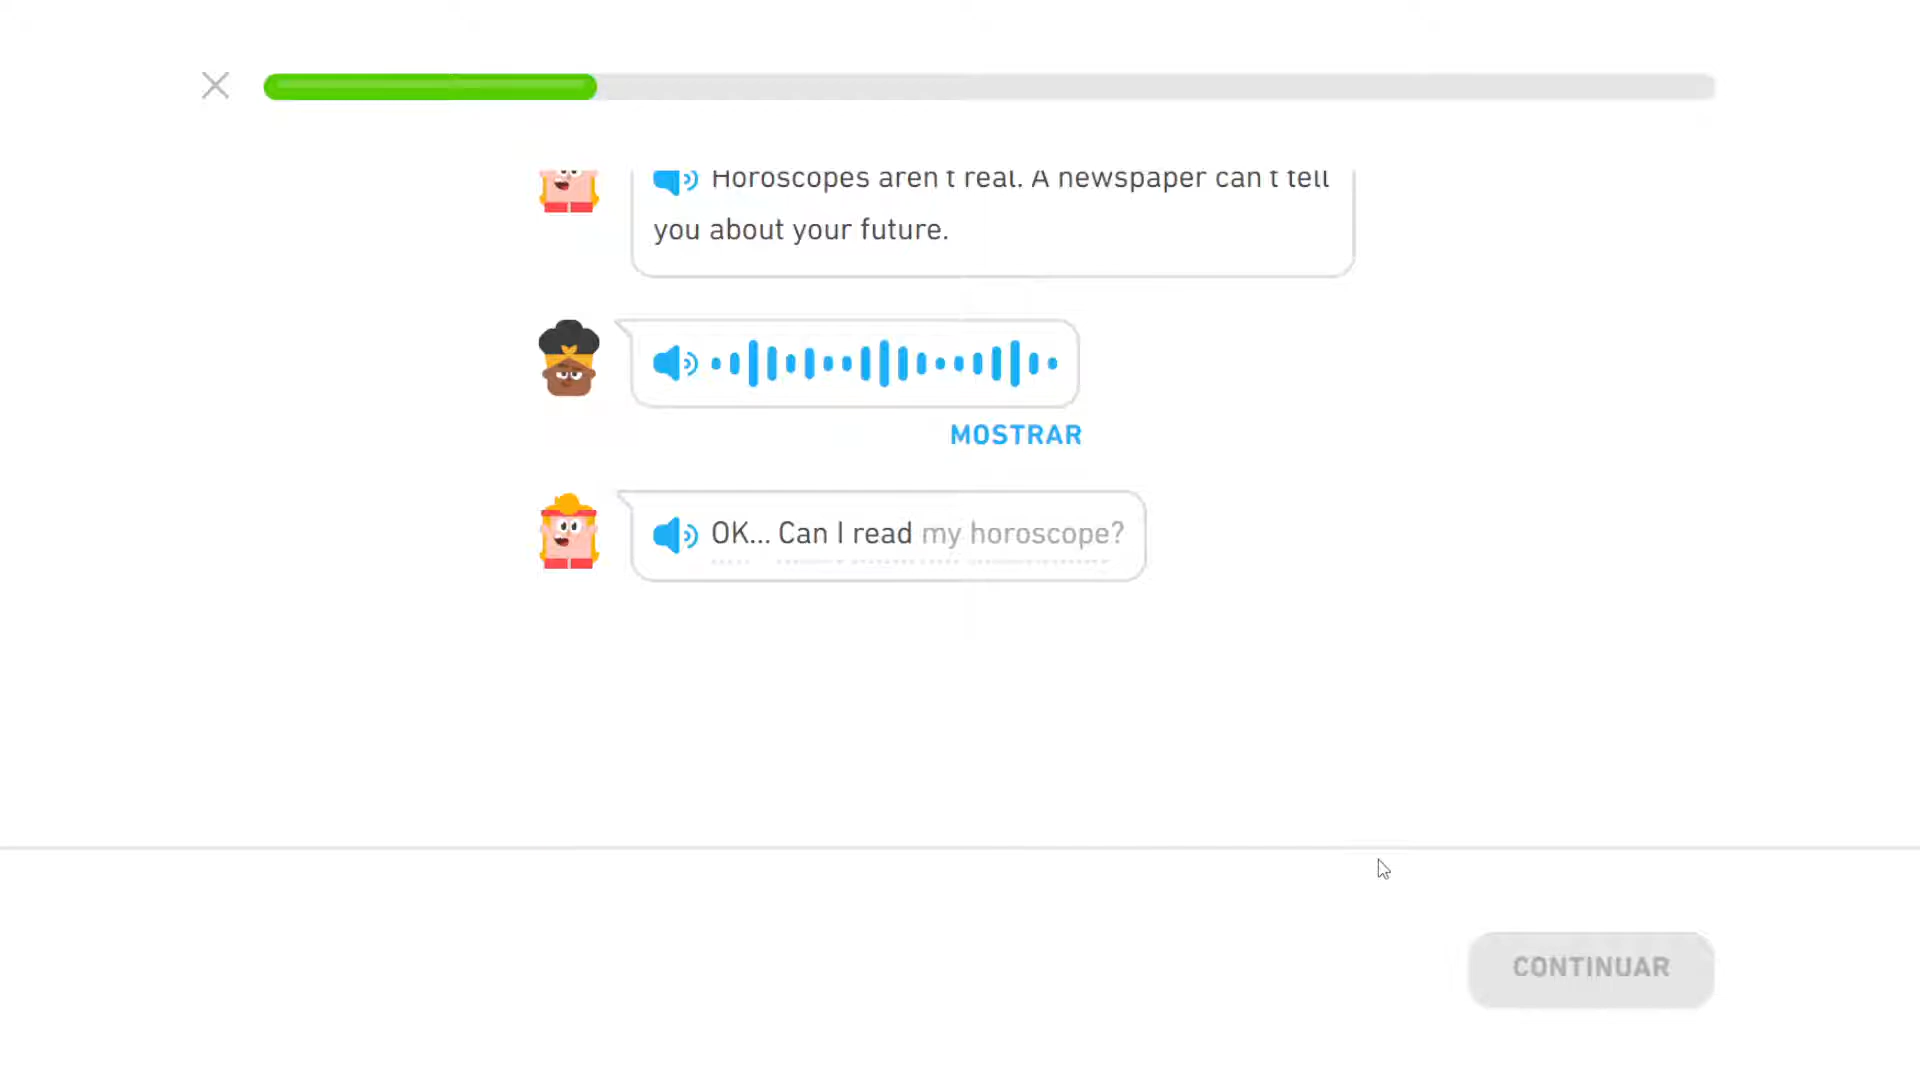 Horoscopes aren't real. A newspaper can't tell
you about your future.
MOSTRAR
OK... Can I read my horoscope?
CONTINUAR